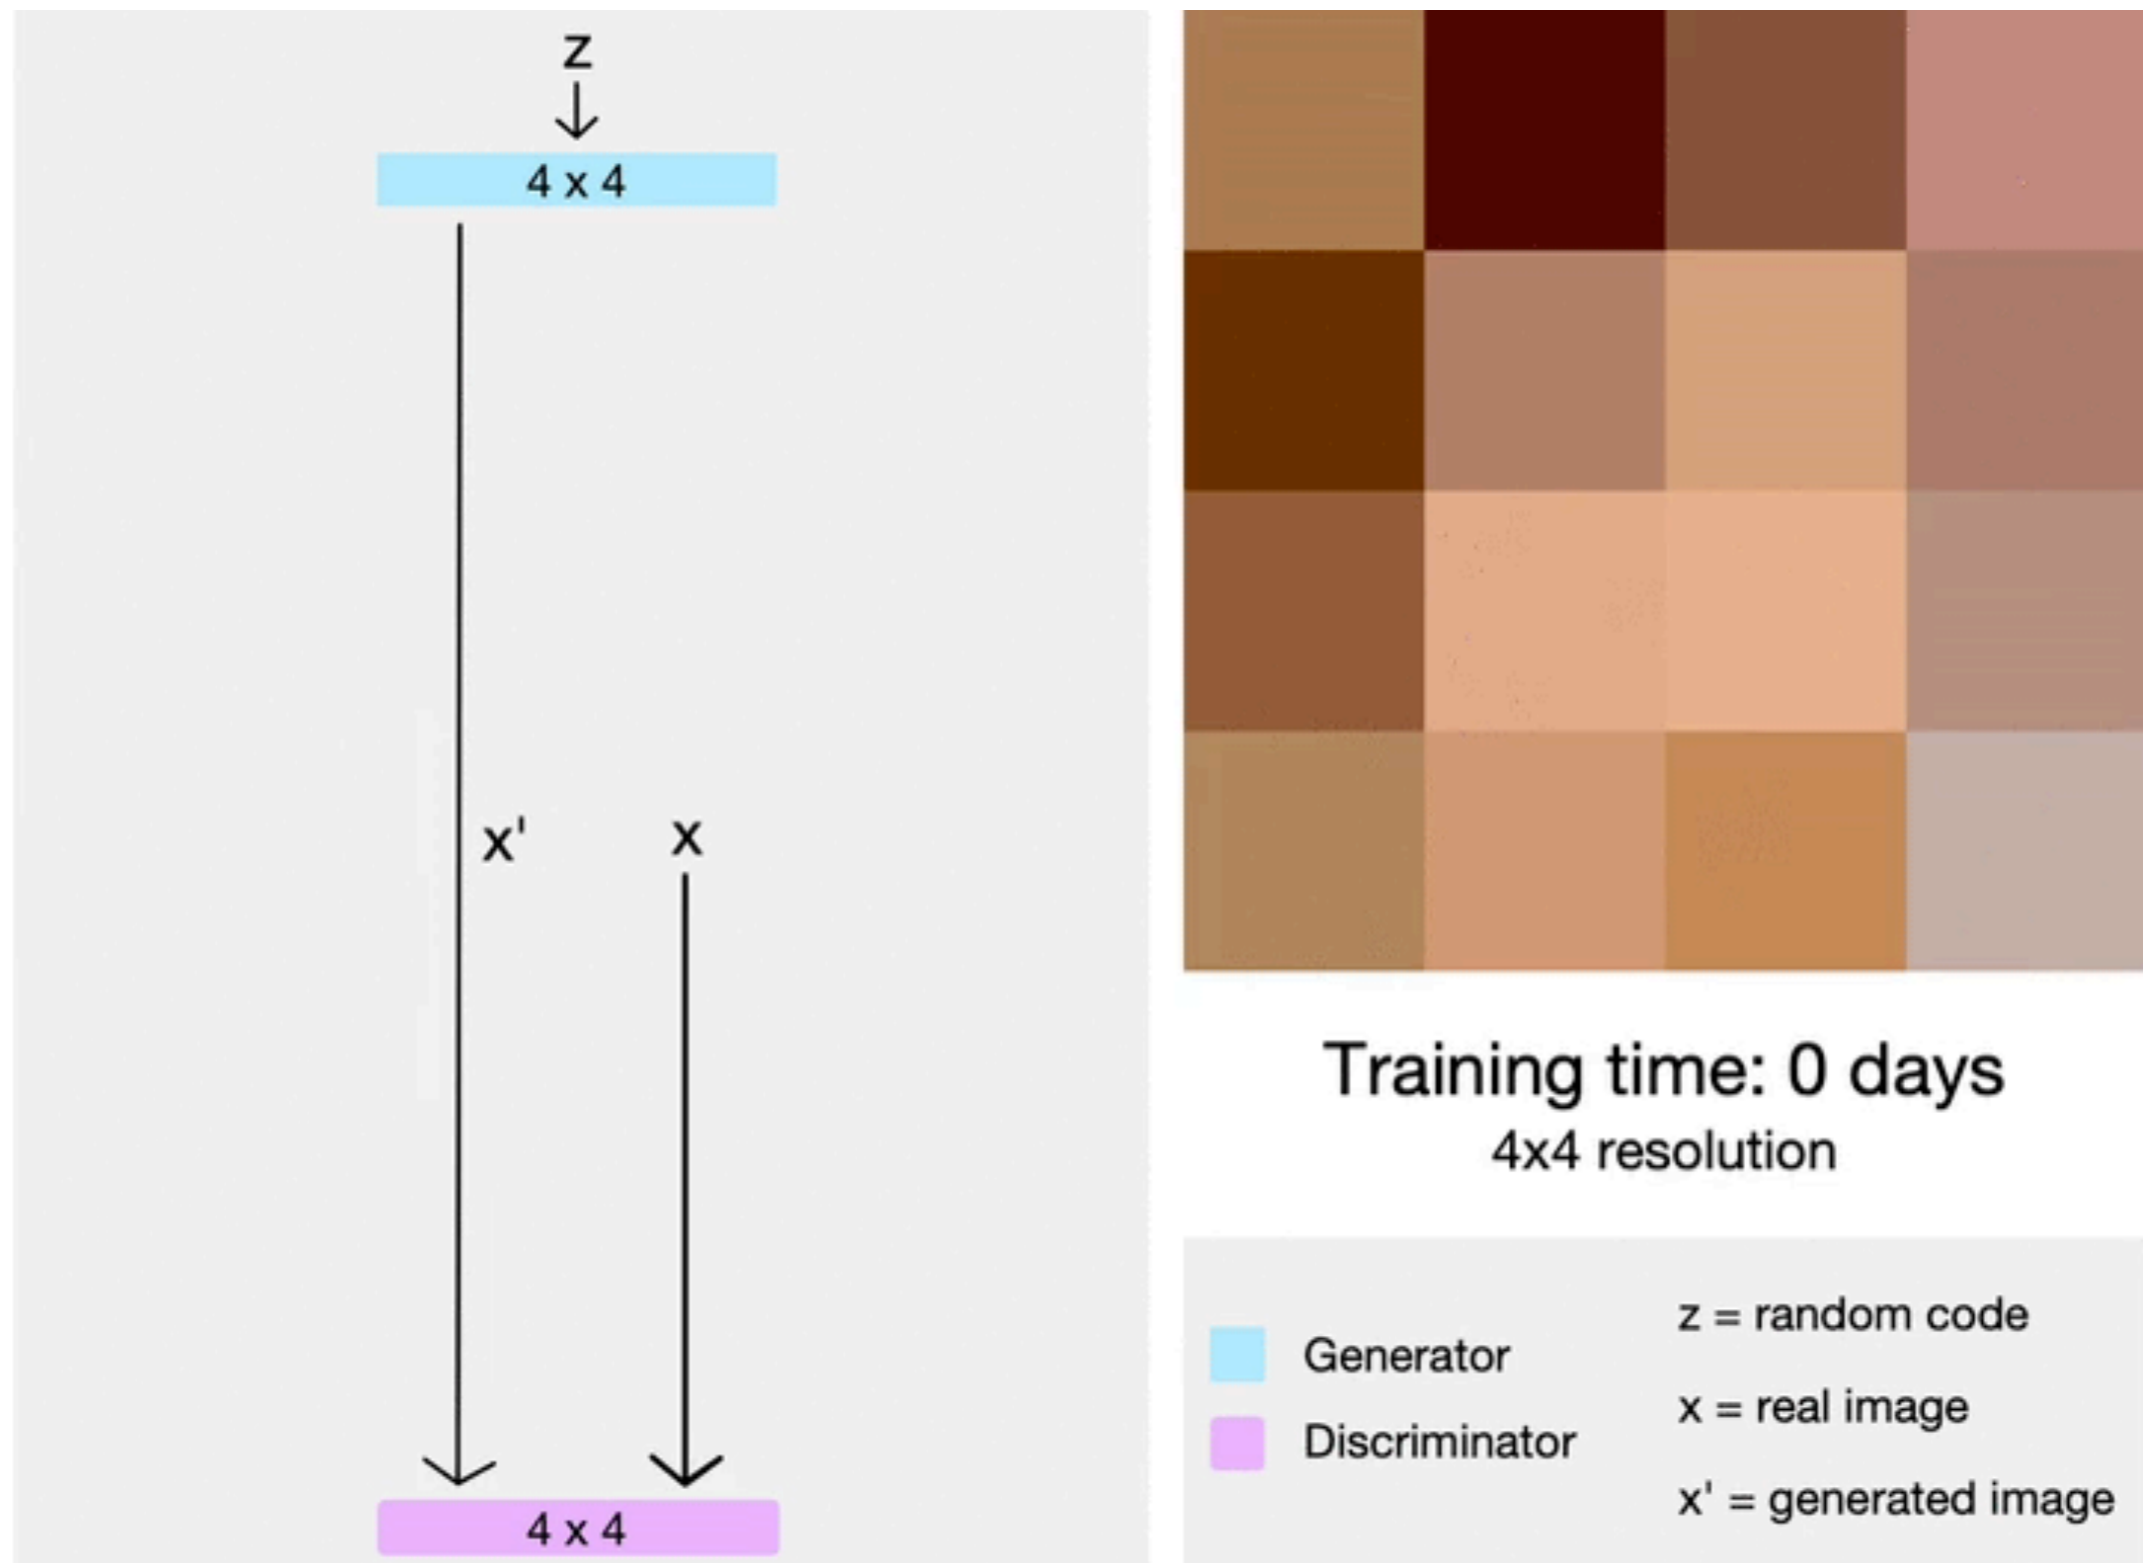 z
4 x 4
x'
x
4 x 4
Training time: 0 days
4x4 resolution
Generator
Discriminator
z = random code
x = real image
x' = generated image